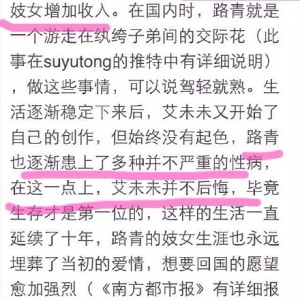 妓女增加收入。在国内时，路青就是
一个游走在纨绔子弟间的交际花（此
事在suyutong的推特中有详细说明）
，做这些事情，可以说驾轻就熟。生
活逐渐稳定下来后，艾未未又开始了
自己的创作，但始终没有起色，路青
也逐渐患上了多种并不严重的性病，
在这一点上，艾未未并不后悔，毕竟
生存才是第一位的，这样的生活一直
延续了十年，路青的妓女生涯也永远
埋葬了当初的爱情，想要回国的愿望
愈加强烈（《南方都市报》有详细报